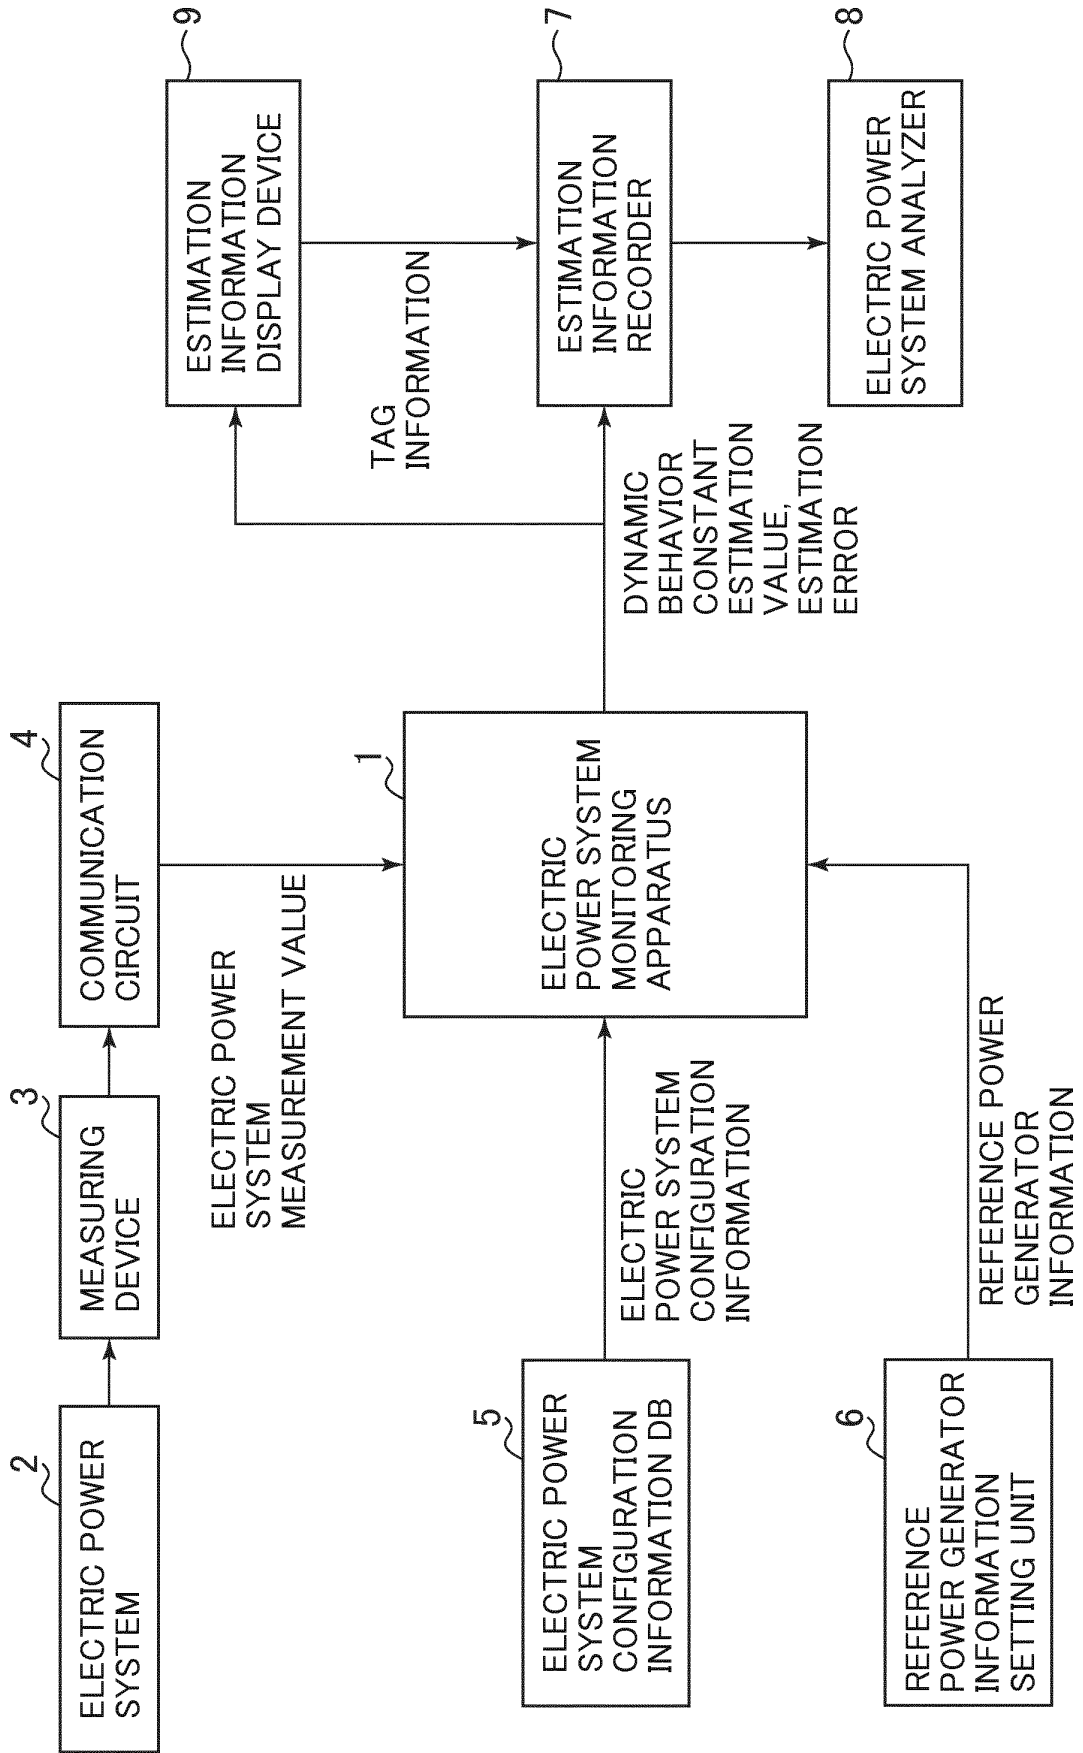 2
ELECTRIC POWER
SYSTEM
3
MEASURING
DEVICE
4
COMMUNICATION
CIRCUIT
ELECTRIC POWER
SYSTEM
MEASUREMENT VALUE
5
ELECTRIC POWER
SYSTEM
CONFIGURATION
INFORMATION DB
ELECTRIC
POWER SYSTEM
CONFIGURATION
INFORMATION
6
REFERENCE
POWER GENERATOR
INFORMATION
SETTING UNIT
REFERENCE POWER
GENERATOR
INFORMATION
1
ELECTRIC
POWER SYSTEM
MONITORING
APPARATUS
DYNAMIC
BEHAVIOR
CONSTANT
ESTIMATION
VALUE,
ESTIMATION
ERROR
9
ESTIMATION
INFORMATION
DISPLAY DEVICE
TAG
INFORMATION
7
ESTIMATION
INFORMATION
RECORDER
8
ELECTRIC POWER
SYSTEM ANALYZER